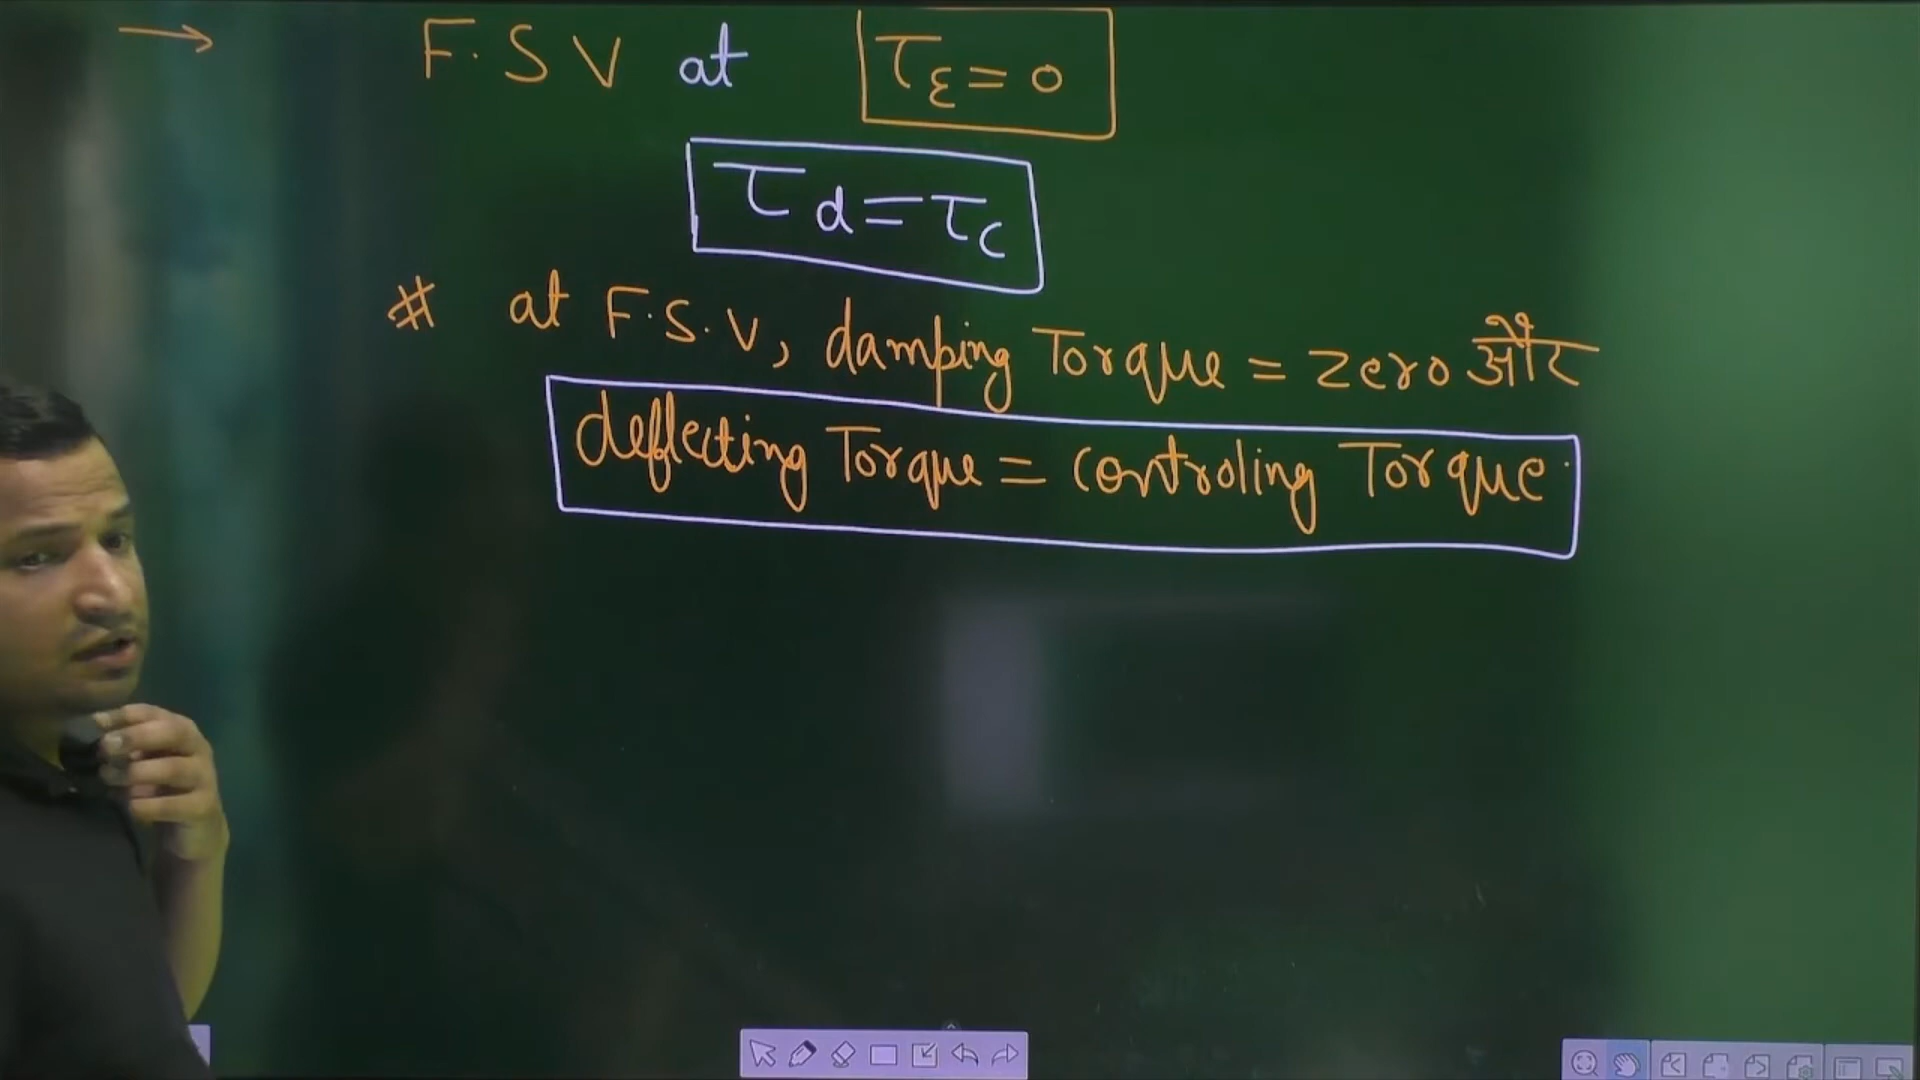 → F.S V at τε = 0
τd = τc
# at F.S.V, damping Torque = zero और
deflecting Torque = controling Torque.